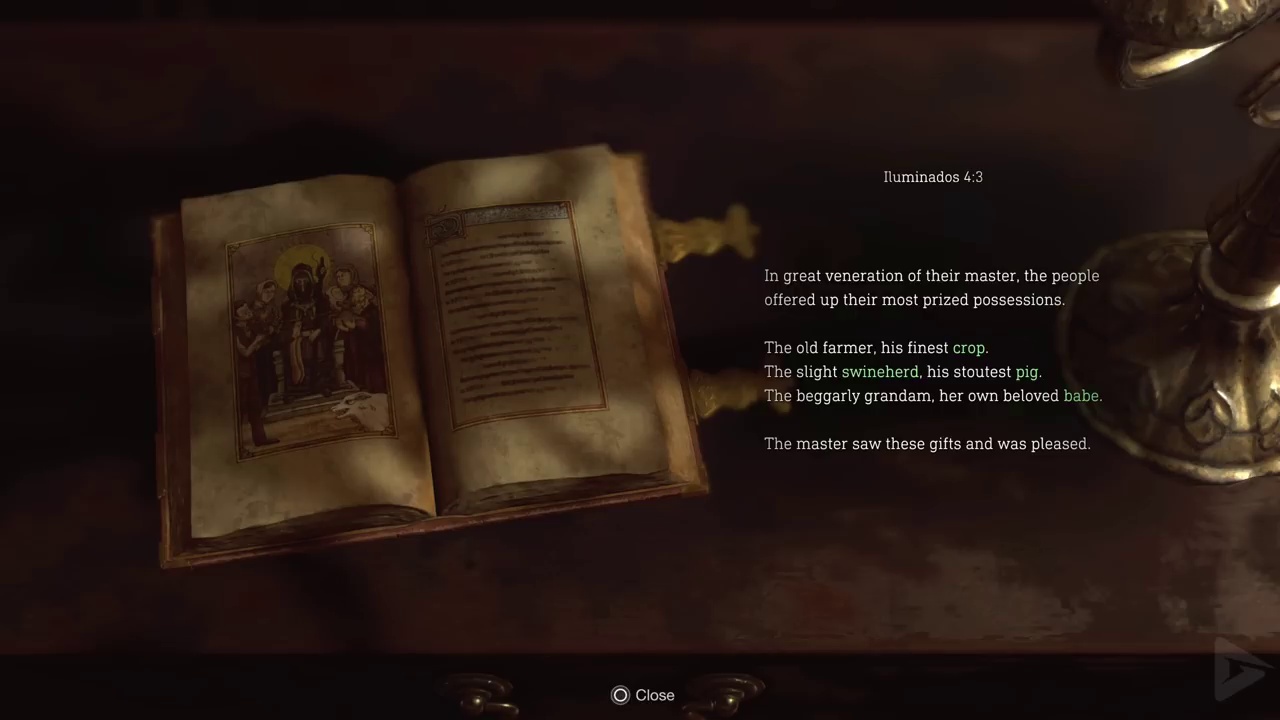 Iluminados 4:3
In great veneration of their master, the people
offered up their most prized possessions.
The old farmer, his finest crop.
The slight swineherd, his stoutest pig.
The beggarly grandam, her own beloved babe.
The master saw these gifts and was pleased.
Close